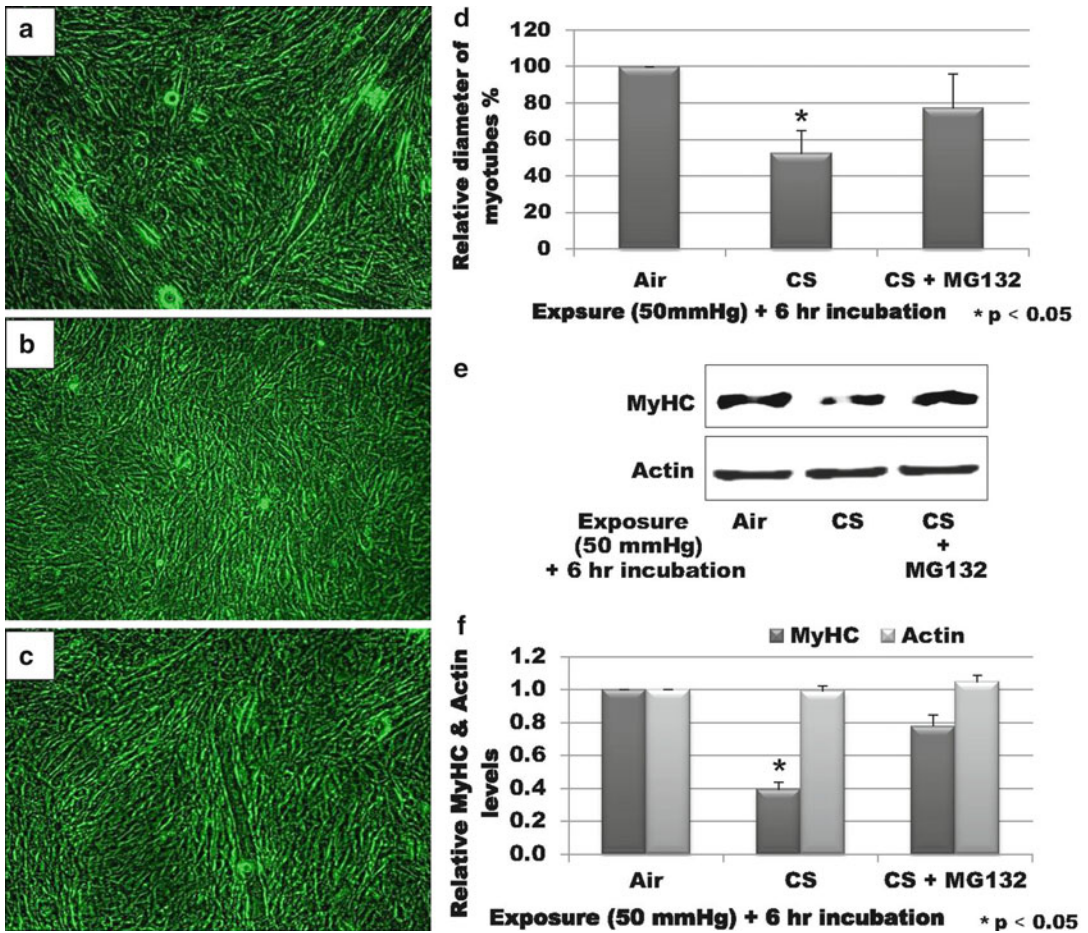 a
b
c
d
Relative diameter of
myotubes %
120
100
80
60
40
20
0
*
Air CS CS + MG132
Expsure (50mmHg) + 6 hr incubation * p < 0.05
e
MyHC
Actin
Exposure
(50 mmHg)
+ 6 hr incubation
Air CS CS
+
MG132
f
MyHC Actin
Relative MyHC & Actin
levels
1.2
1.0
0.8
0.6
0.4
0.2
0.0
*
Air CS CS + MG132
Exposure (50 mmHg) + 6 hr incubation * p < 0.05